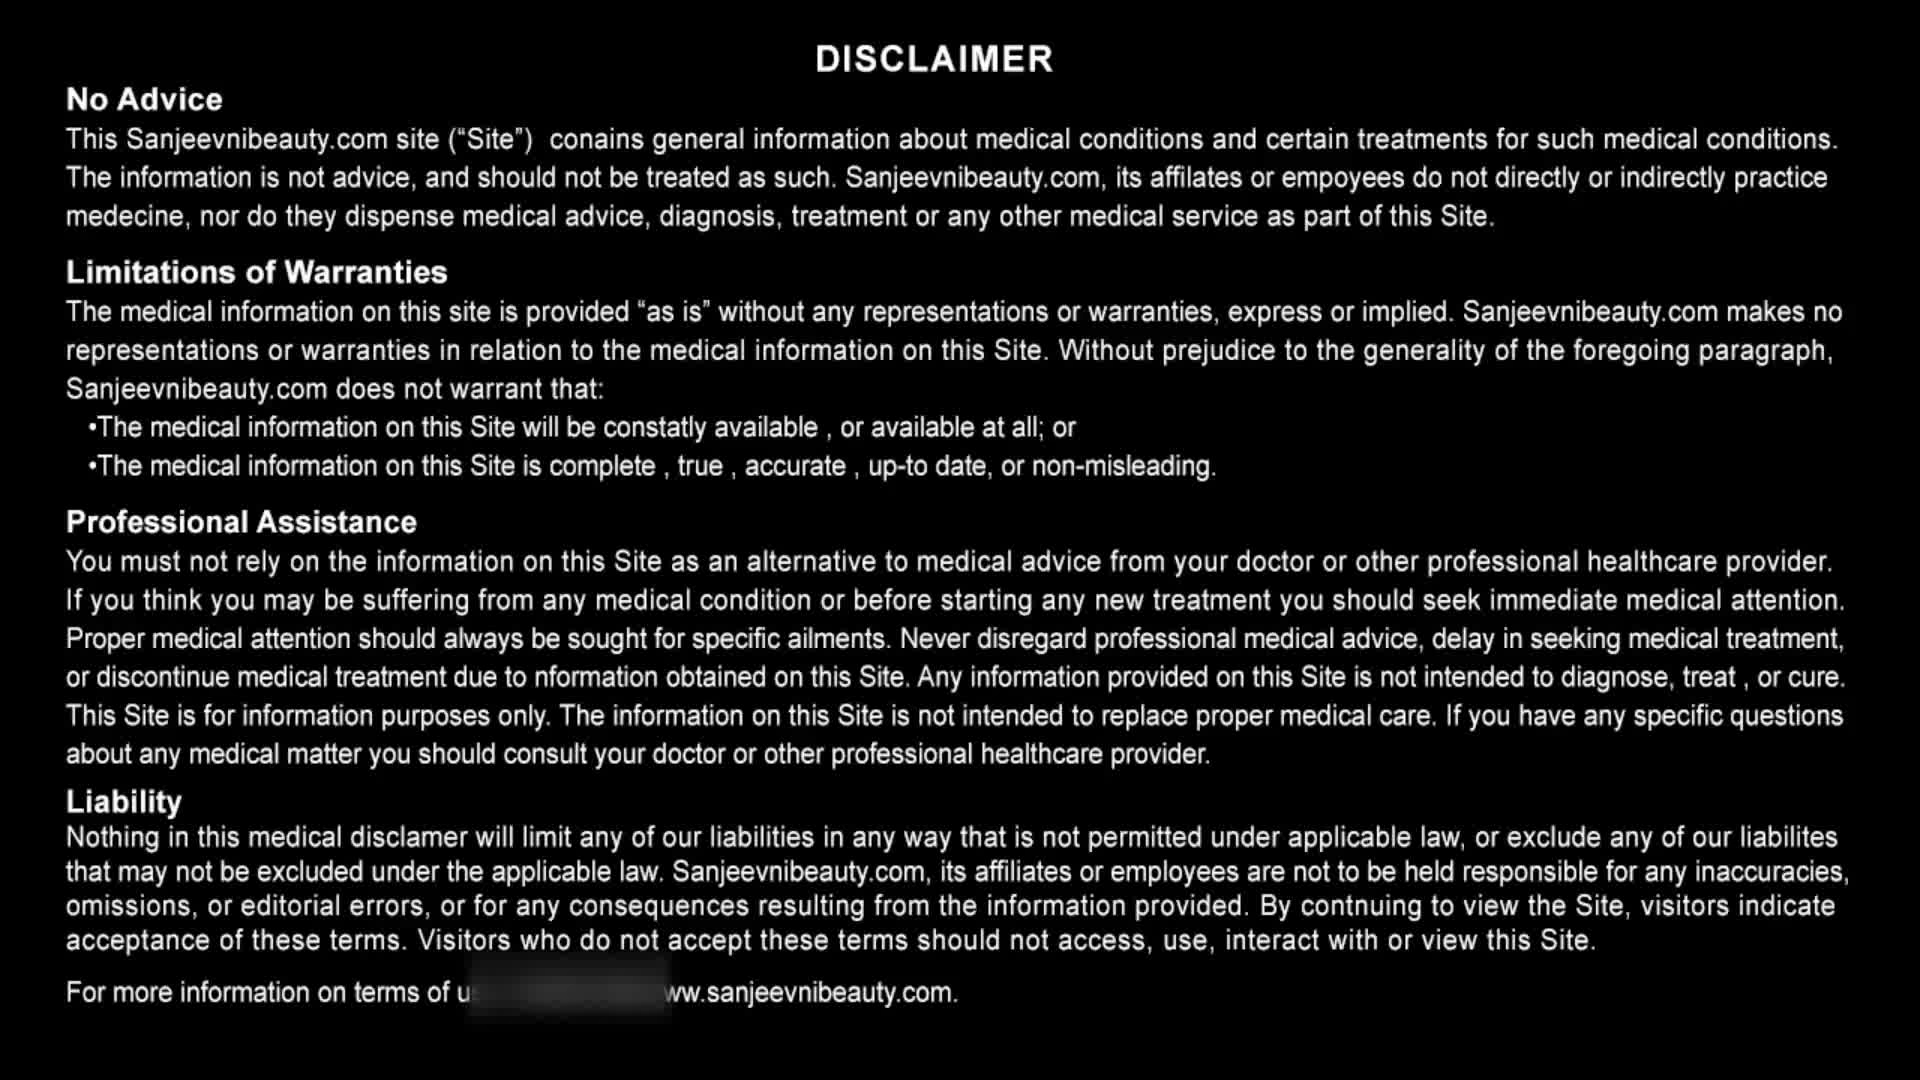 DISCLAIMER
No Advice
This Sanjeevnibeauty.com site (“Site”)  conains general information about medical conditions and certain treatments for such medical conditions.
The information is not advice, and should not be treated as such. Sanjeevnibeauty.com, its affilates or empoyees do not directly or indirectly practice
medecine, nor do they dispense medical advice, diagnosis, treatment or any other medical service as part of this Site.
Limitations of Warranties
The medical information on this site is provided “as is” without any representations or warranties, express or implied. Sanjeevnibeauty.com makes no
representations or warranties in relation to the medical information on this Site. Without prejudice to the generality of the foregoing paragraph,
Sanjeevnibeauty.com does not warrant that:
•The medical information on this Site will be constatly available , or available at all; or
•The medical information on this Site is complete , true , accurate , up-to date, or non-misleading.
Professional Assistance
You must not rely on the information on this Site as an alternative to medical advice from your doctor or other professional healthcare provider.
If you think you may be suffering from any medical condition or before starting any new treatment you should seek immediate medical attention.
Proper medical attention should always be sought for specific ailments. Never disregard professional medical advice, delay in seeking medical treatment,
or discontinue medical treatment due to nformation obtained on this Site. Any information provided on this Site is not intended to diagnose, treat , or cure.
This Site is for information purposes only. The information on this Site is not intended to replace proper medical care. If you have any specific questions
about any medical matter you should consult your doctor or other professional healthcare provider.
Liability
Nothing in this medical disclamer will limit any of our liabilities in any way that is not permitted under applicable law, or exclude any of our liabilites
that may not be excluded under the applicable law. Sanjeevnibeauty.com, its affiliates or employees are not to be held responsible for any inaccuracies,
omissions, or editorial errors, or for any consequences resulting from the information provided. By contnuing to view the Site, visitors indicate
acceptance of these terms. Visitors who do not accept these terms should not access, use, interact with or view this Site.
For more information on terms of ww.sanjeevnibeauty.com.